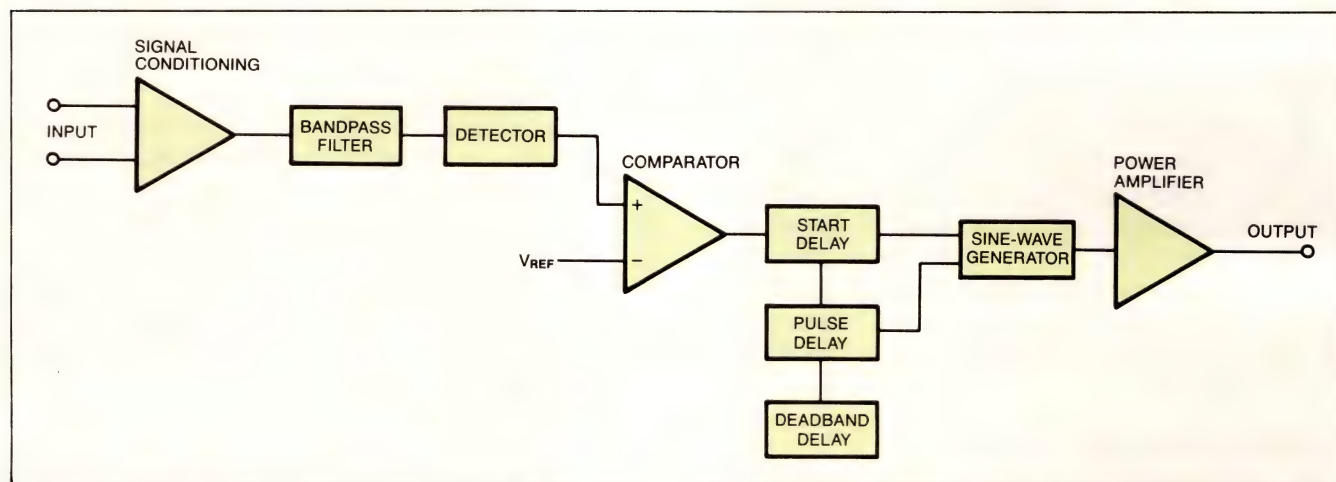 SIGNAL
CONDITIONING
INPUT
BANDPASS
FILTER
DETECTOR
COMPARATOR
+
−
VREF
START
DELAY
PULSE
DELAY
DEADBAND
DELAY
SINE-WAVE
GENERATOR
POWER
AMPLIFIER
OUTPUT